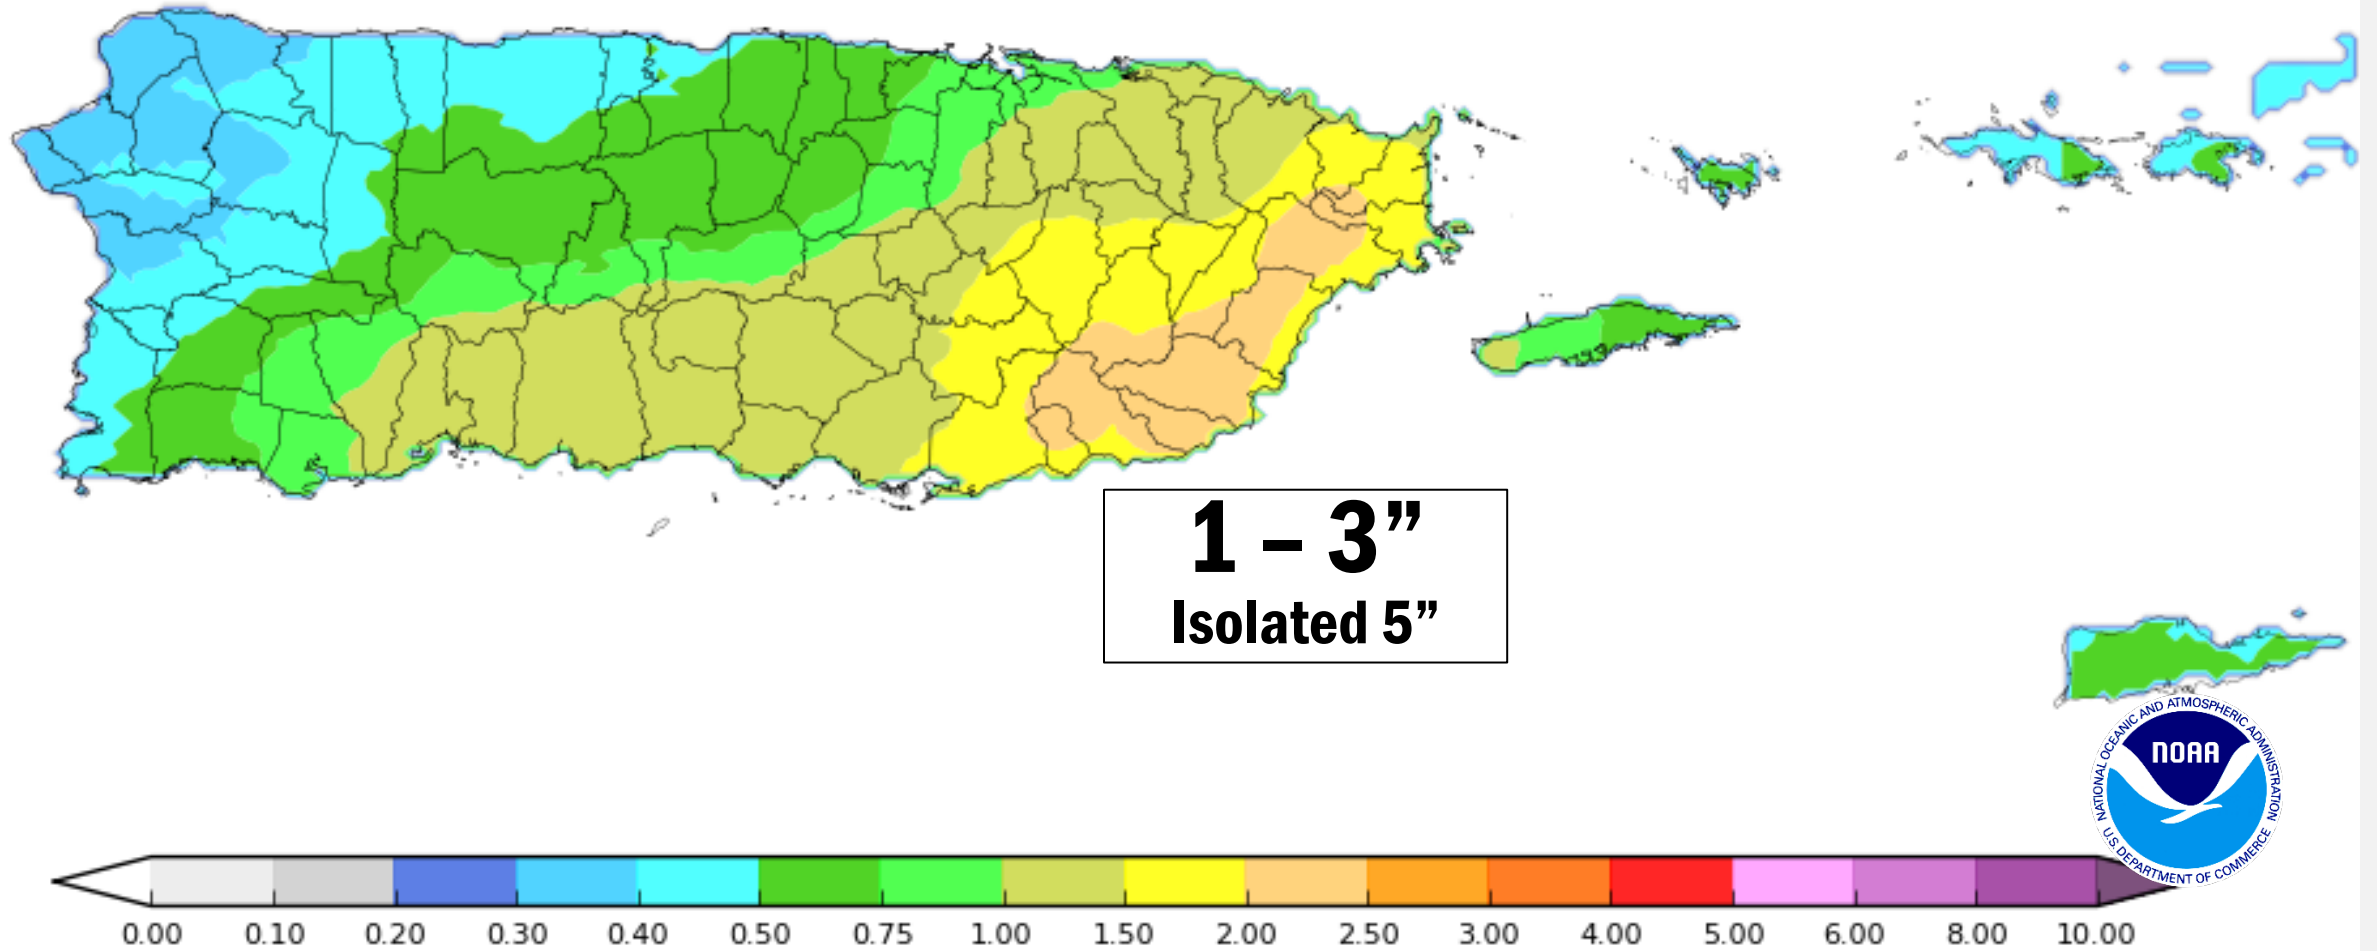 1 – 3”
Isolated 5”
NATIONAL OCEANIC AND ATMOSPHERIC ADMINISTRATION
NOAA
U.S. DEPARTMENT OF COMMERCE
0.00 0.10 0.20 0.30 0.40 0.50 0.75 1.00 1.50 2.00 2.50 3.00 4.00 5.00 6.00 8.00 10.00